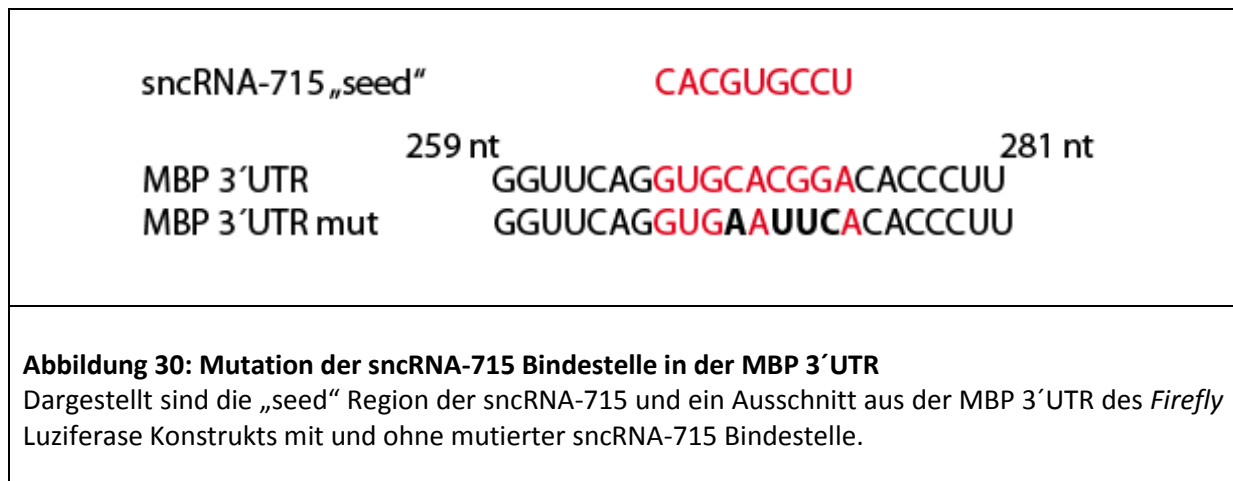 sncRNA-715 „seed“ CACGUGCCU
259 nt 281 nt
MBP 3´UTR GGUUCAGGUGCACGGACACCCUU
MBP 3´UTR mut GGUUCAGGUGAAUUCACACCCUU
Abbildung 30: Mutation der sncRNA-715 Bindestelle in der MBP 3´UTR
Dargestellt sind die „seed“ Region der sncRNA-715 und ein Ausschnitt aus der MBP 3´UTR des Firefly
Luziferase Konstrukts mit und ohne mutierter sncRNA-715 Bindestelle.